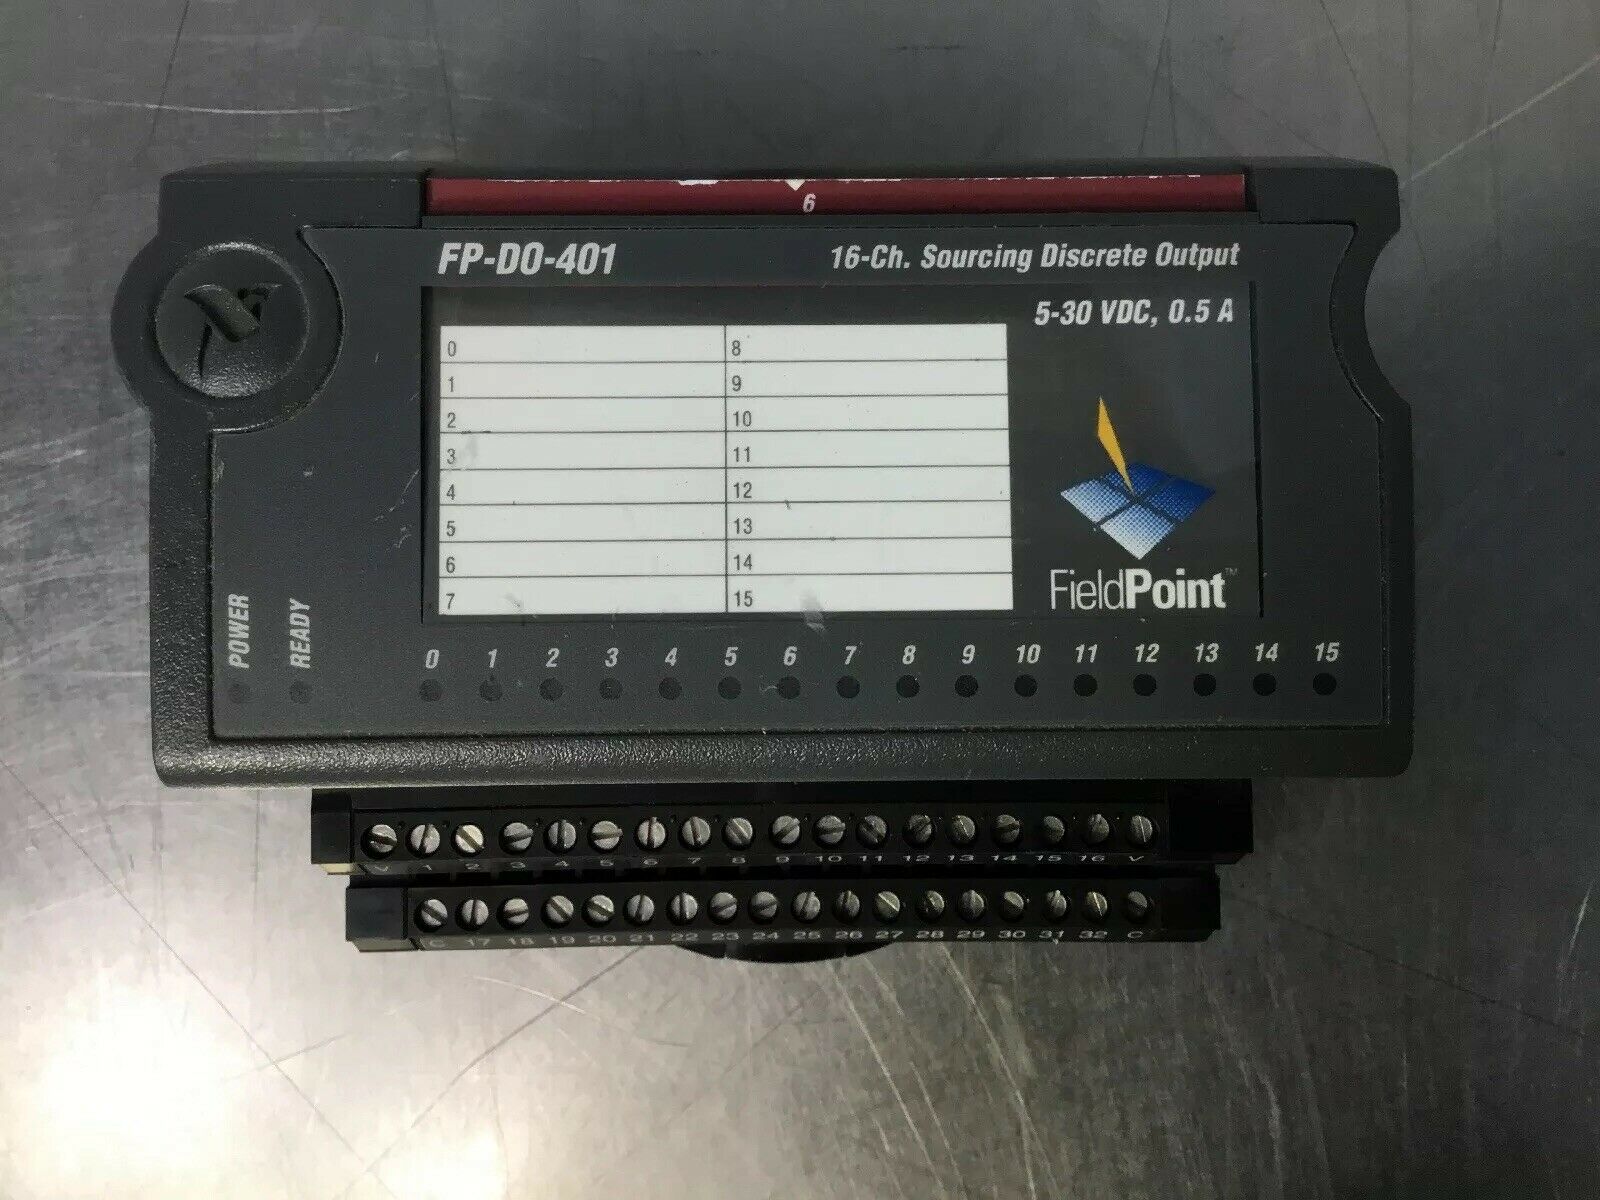 6
FP-DO-401
16-Ch. Sourcing Discrete Output
5-30 VDC, 0.5 A
0 8
1 9
2 10
3 11
4 12
5 13
6 14
7 15
FieldPoint™
POWER
READY
0 1 2 3 4 5 6 7 8 9 10 11 12 13 14 15
V 1 2 3 4 5 6 7 8 9 10 11 12 13 14 15 16 V
C 17 18 19 20 21 22 23 24 25 26 27 28 29 30 31 32 C